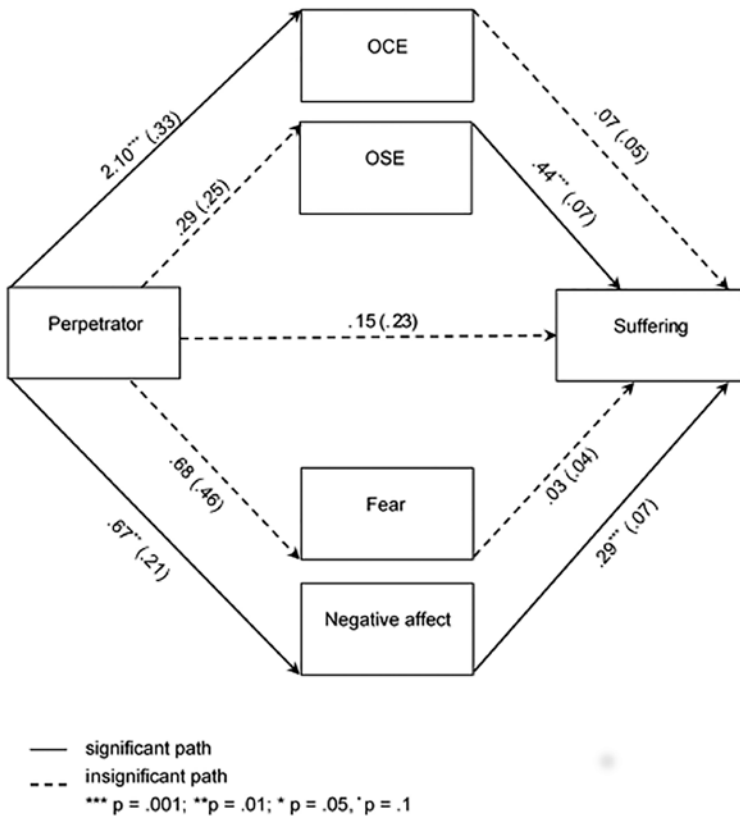 OCE
2.10*** (.33)
.07 (.05)
OSE
.29 (.25)
.44*** (.07)
Perpetrator
.15 (.23)
Suffering
.68 (.46)
Fear
.03 (.04)
.67** (.21)
Negative affect
.29*** (.07)
significant path
insignificant path
*** p = .001; **p = .01; * p = .05, ˚p = .1